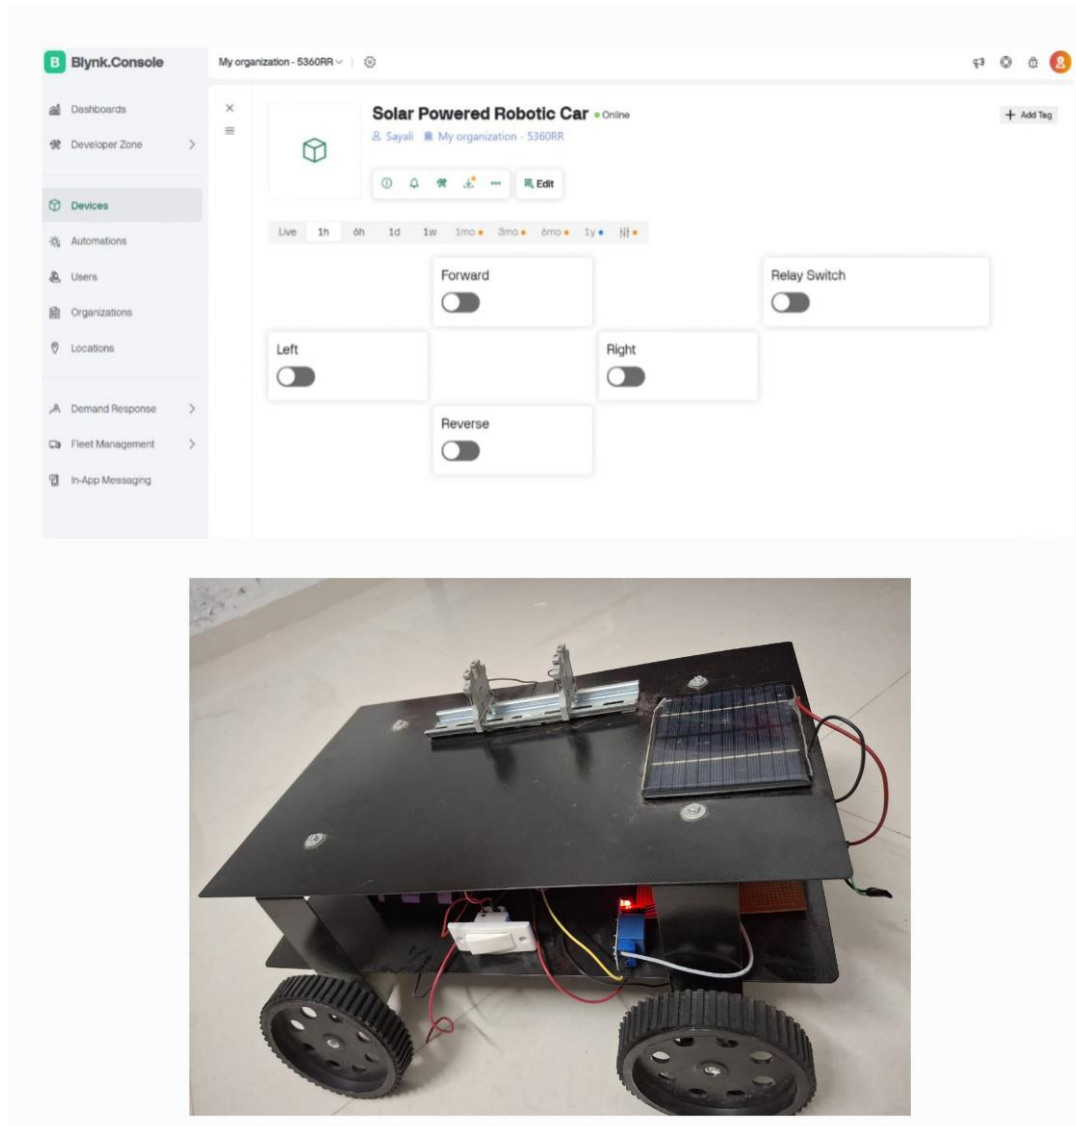 B Blynk.Console
My organization - 5360RR
Dashboards
Developer Zone
Devices
Automations
Users
Organizations
Locations
Demand Response
Fleet Management
In-App Messaging
Solar Powered Robotic Car Online
Sayali My organization - 5360RR
+ Add Tag
Edit
Live 1h 6h 1d 1w 1mo 3mo 6mo 1y
Forward
Relay Switch
Left
Right
Reverse